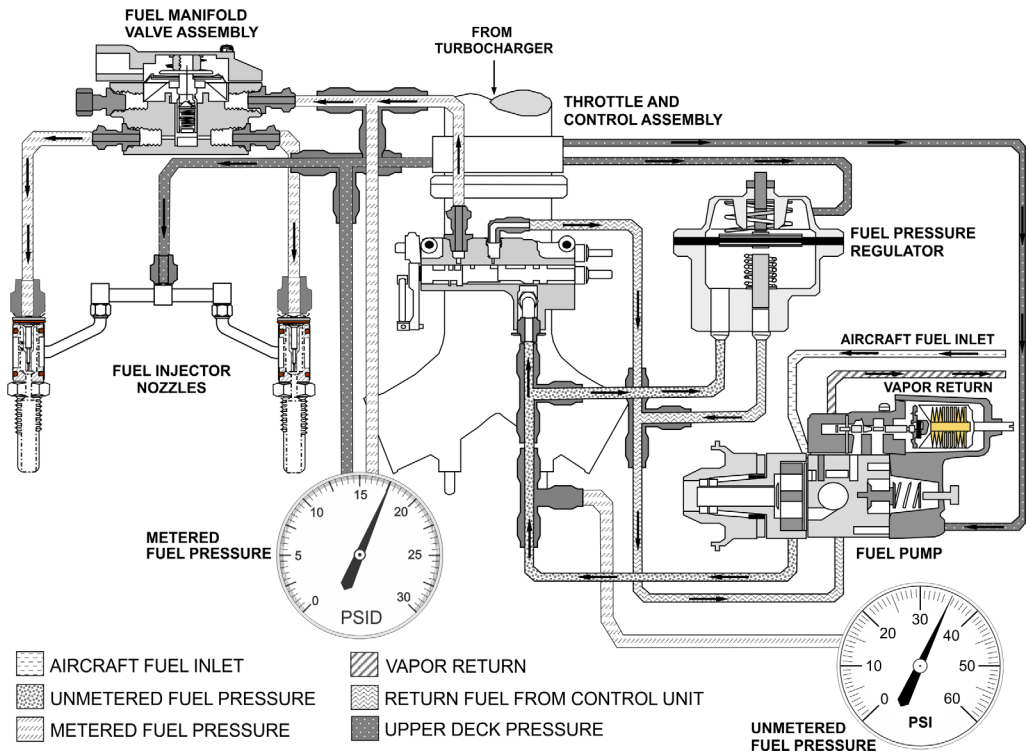 FUEL MANIFOLD
VALVE ASSEMBLY
FROM
TURBOCHARGER
THROTTLE AND
CONTROL ASSEMBLY
FUEL PRESSURE
REGULATOR
AIRCRAFT FUEL INLET
VAPOR RETURN
FUEL INJECTOR
NOZZLES
FUEL PUMP
METERED
FUEL PRESSURE
0
5
10
15
20
25
30
PSID
0
10
20
30
40
50
60
PSI
UNMETERED
FUEL PRESSURE
AIRCRAFT FUEL INLET
UNMETERED FUEL PRESSURE
METERED FUEL PRESSURE
VAPOR RETURN
RETURN FUEL FROM CONTROL UNIT
UPPER DECK PRESSURE